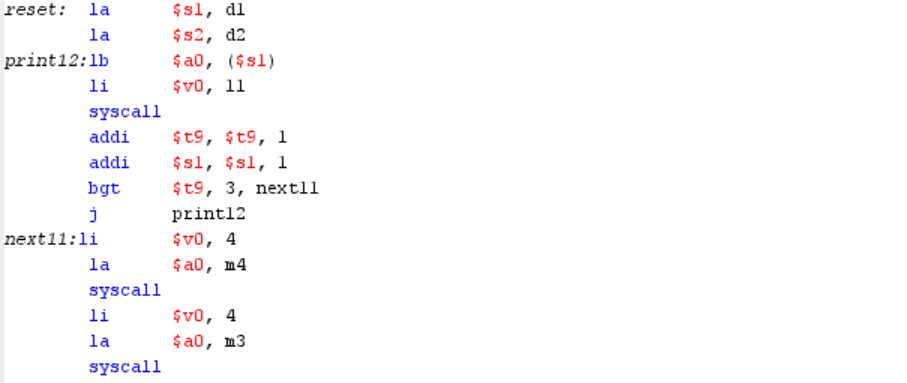 reset: la $s1, d1
la $s2, d2
print12:lb $a0, ($s1)
li $v0, 11
syscall
addi $t9, $t9, 1
addi $s1, $s1, 1
bgt $t9, 3, next11
j print12
next11:li $v0, 4
la $a0, m4
syscall
li $v0, 4
la $a0, m3
syscall